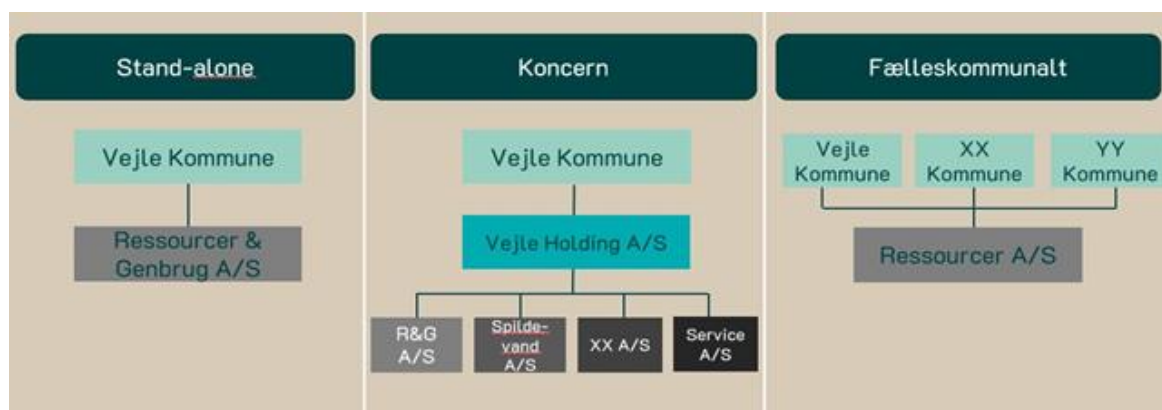 Stand-alone
Vejle Kommune
Ressourcer &
Genbrug A/S
Koncern
Vejle Kommune
Vejle Holding A/S
R&G
A/S
Spilde-
vand
A/S
XX A/S
Service
A/S
Fælleskommunalt
Vejle
Kommune
XX
Kommune
YY
Kommune
Ressourcer A/S